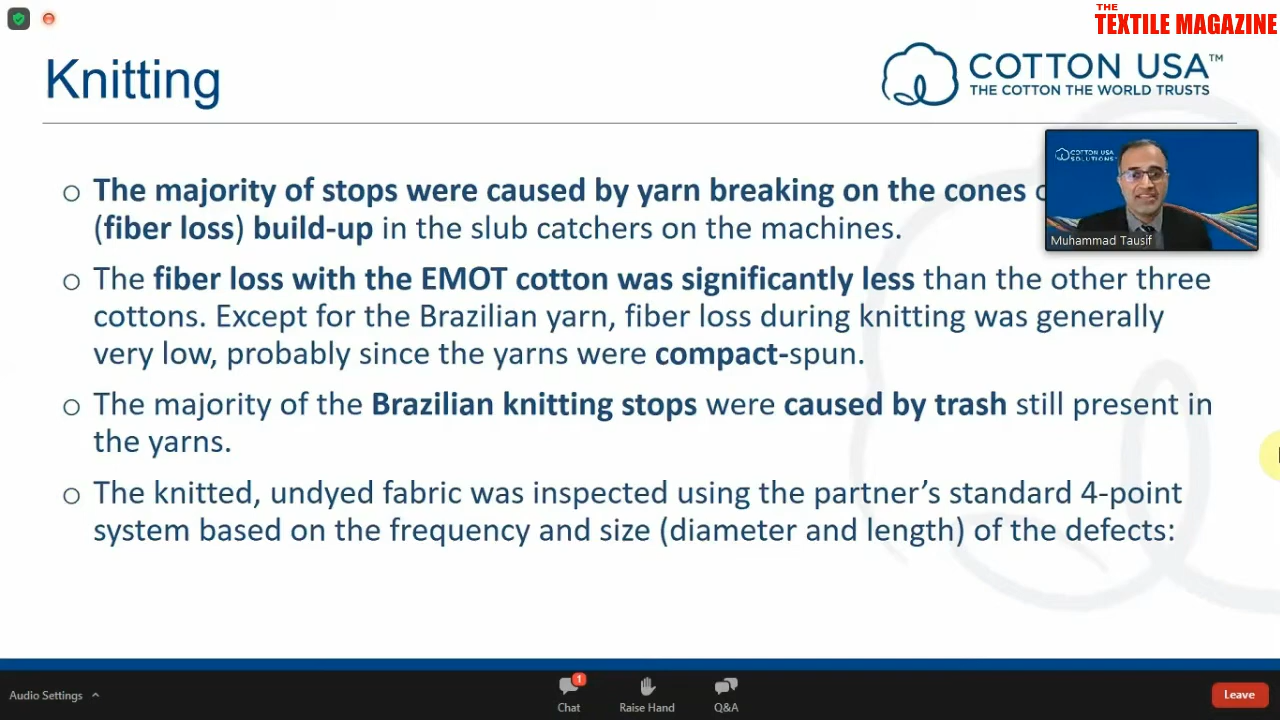 THE
TEXTILE MAGAZINE
Knitting
COTTON USA™
THE COTTON THE WORLD TRUSTS
COTTON USA
SOLUTIONS
Muhammad Tausif
o The majority of stops were caused by yarn breaking on the cones
(fiber loss) build-up in the slub catchers on the machines.
o The fiber loss with the EMOT cotton was significantly less than the other three
cottons. Except for the Brazilian yarn, fiber loss during knitting was generally
very low, probably since the yarns were compact-spun.
o The majority of the Brazilian knitting stops were caused by trash still present in
the yarns.
o The knitted, undyed fabric was inspected using the partner's standard 4-point
system based on the frequency and size (diameter and length) of the defects:
Audio Settings
1
Chat
Raise Hand
Q&A
Leave